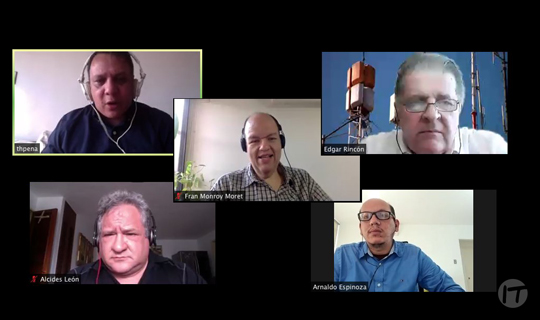 thpena
Edgar Rincón
Fran Monroy Moret
Alcides León
Arnaldo Espinoza
IT